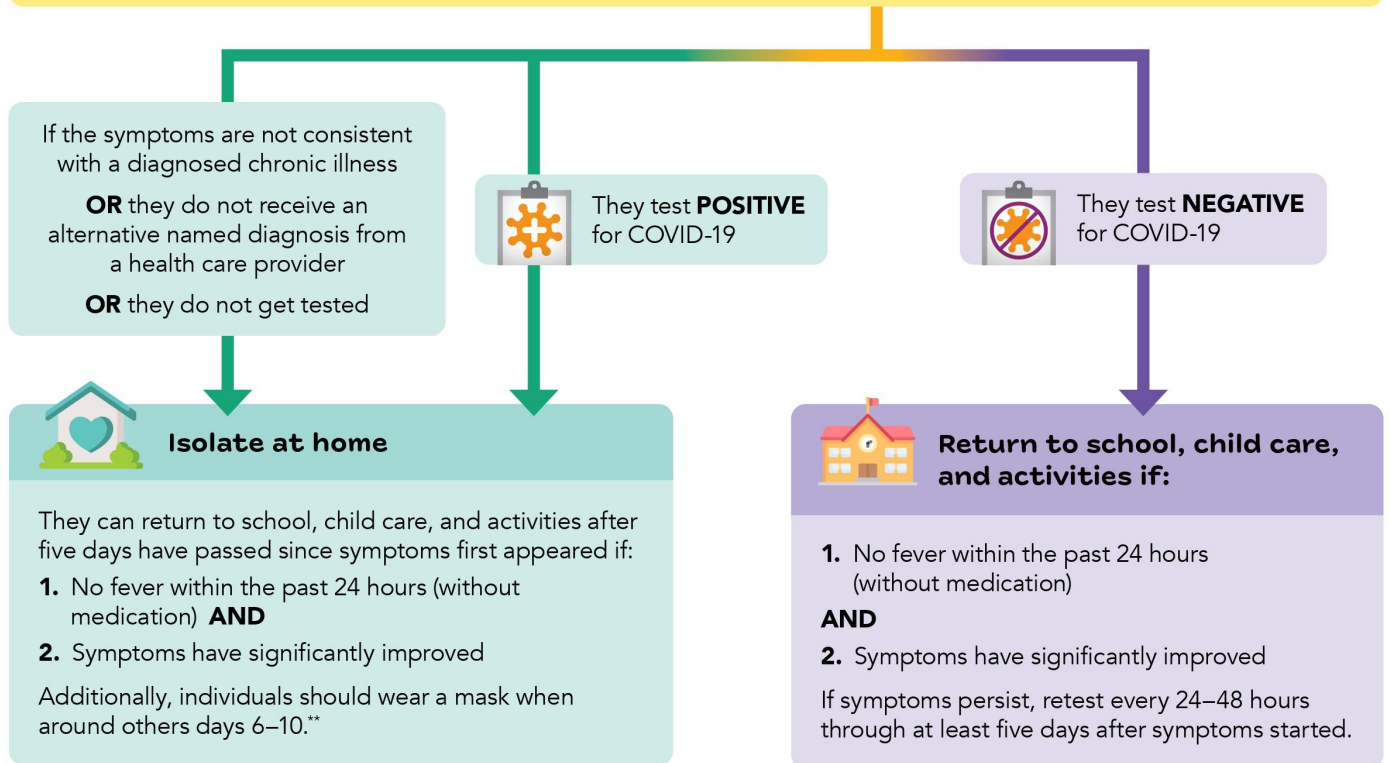 If the symptoms are not consistent
with a diagnosed chronic illness
OR they do not receive an
alternative named diagnosis from
a health care provider
OR they do not get tested
They test POSITIVE
for COVID-19
They test NEGATIVE
for COVID-19
Isolate at home
They can return to school, child care, and activities after
five days have passed since symptoms first appeared if:
1. No fever within the past 24 hours (without
medication) AND
2. Symptoms have significantly improved
Additionally, individuals should wear a mask when
around others days 6–10.**
Return to school, child care,
and activities if:
1. No fever within the past 24 hours
(without medication)
AND
2. Symptoms have significantly improved
If symptoms persist, retest every 24–48 hours
through at least five days after symptoms started.